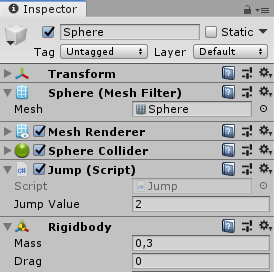 Inspector
Sphere Static
Tag Untagged Layer Default
Transform
Sphere (Mesh Filter)
Mesh Sphere
Mesh Renderer
Sphere Collider
Jump (Script)
Script Jump
Jump Value 2
Rigidbody
Mass 0,3
Drag 0